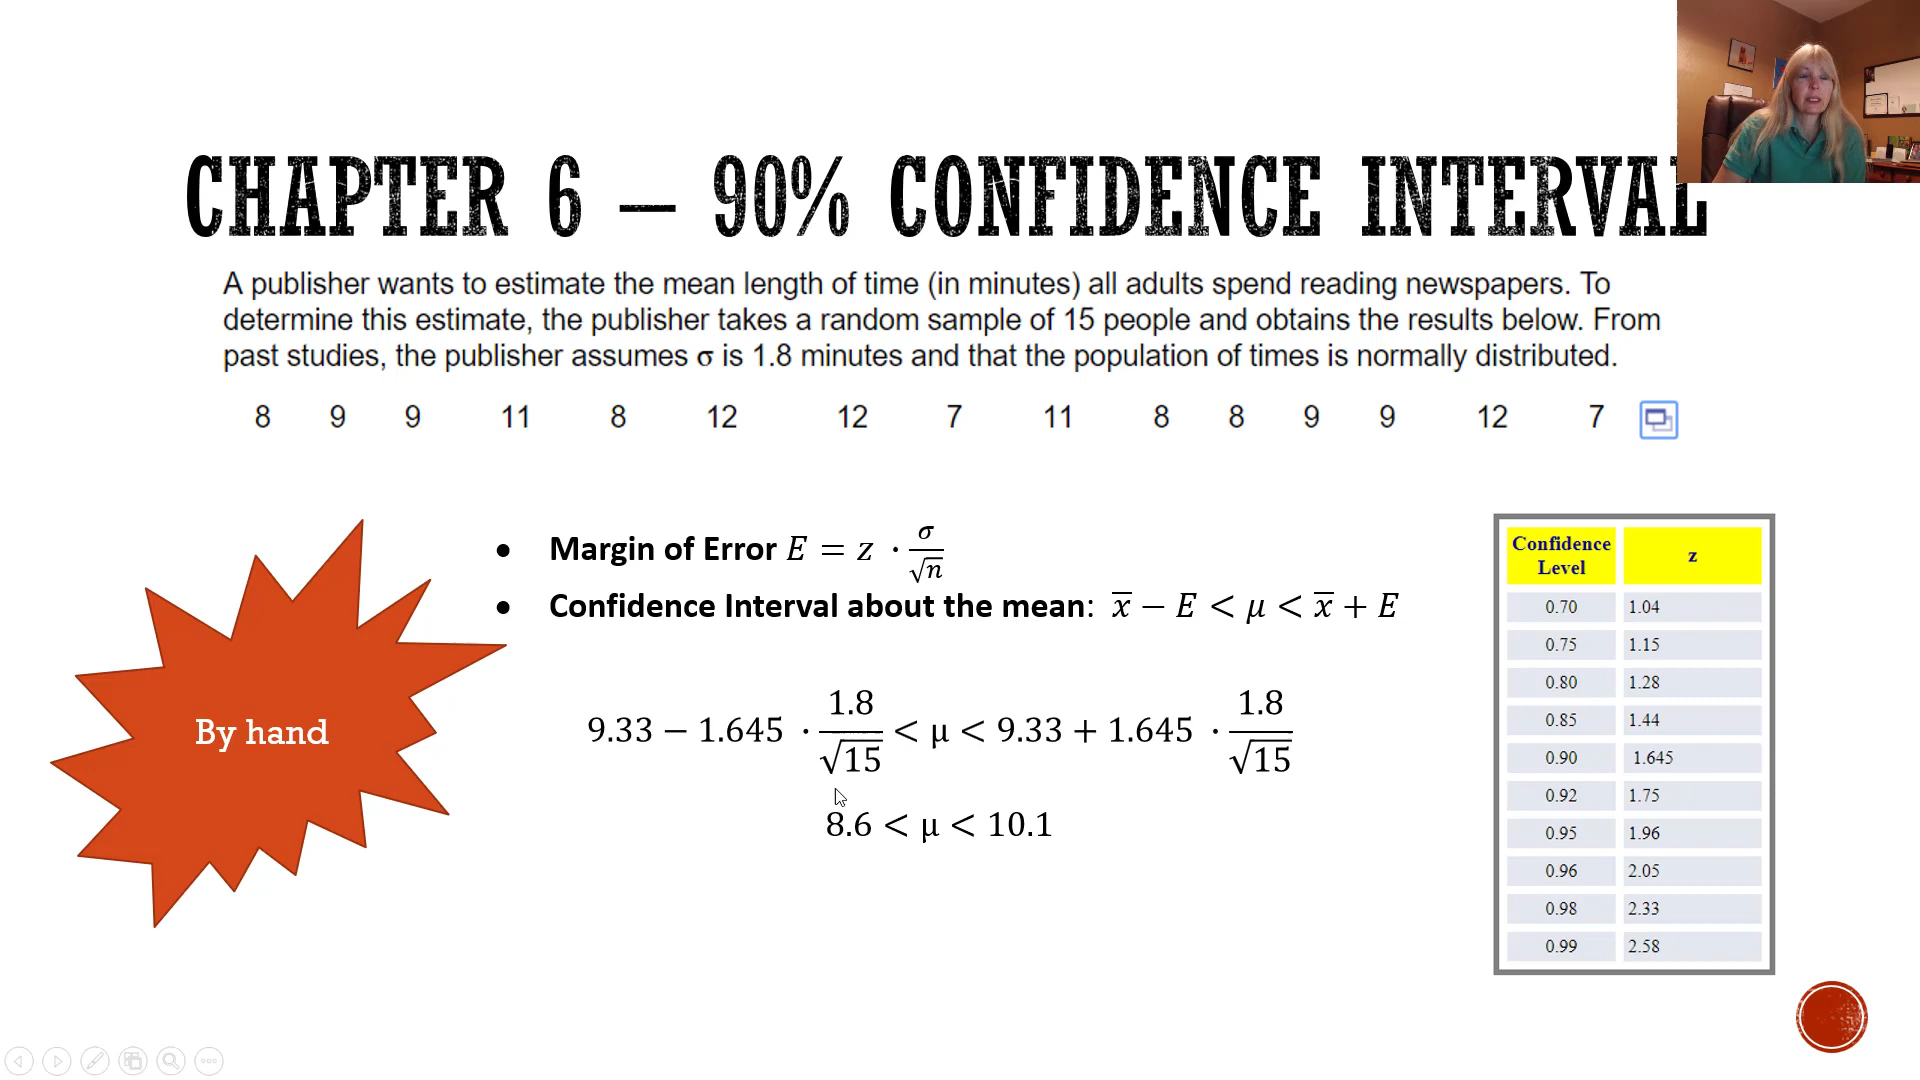 CHAPTER 6 – 90% CONFIDENCE INTERVAL
A publisher wants to estimate the mean length of time (in minutes) all adults spend reading newspapers. To
determine this estimate, the publisher takes a random sample of 15 people and obtains the results below. From
past studies, the publisher assumes σ is 1.8 minutes and that the population of times is normally distributed.
8 9 9 11 8 12 12 7 11 8 8 9 9 12 7
By hand
• Margin of Error E = z · σ/√n
• Confidence Interval about the mean: x̅ − E < μ < x̅ + E
9.33 − 1.645 · 1.8/√15 < μ < 9.33 + 1.645 · 1.8/√15
8.6 < μ < 10.1
Confidence Level z
0.70 1.04
0.75 1.15
0.80 1.28
0.85 1.44
0.90 1.645
0.92 1.75
0.95 1.96
0.96 2.05
0.98 2.33
0.99 2.58